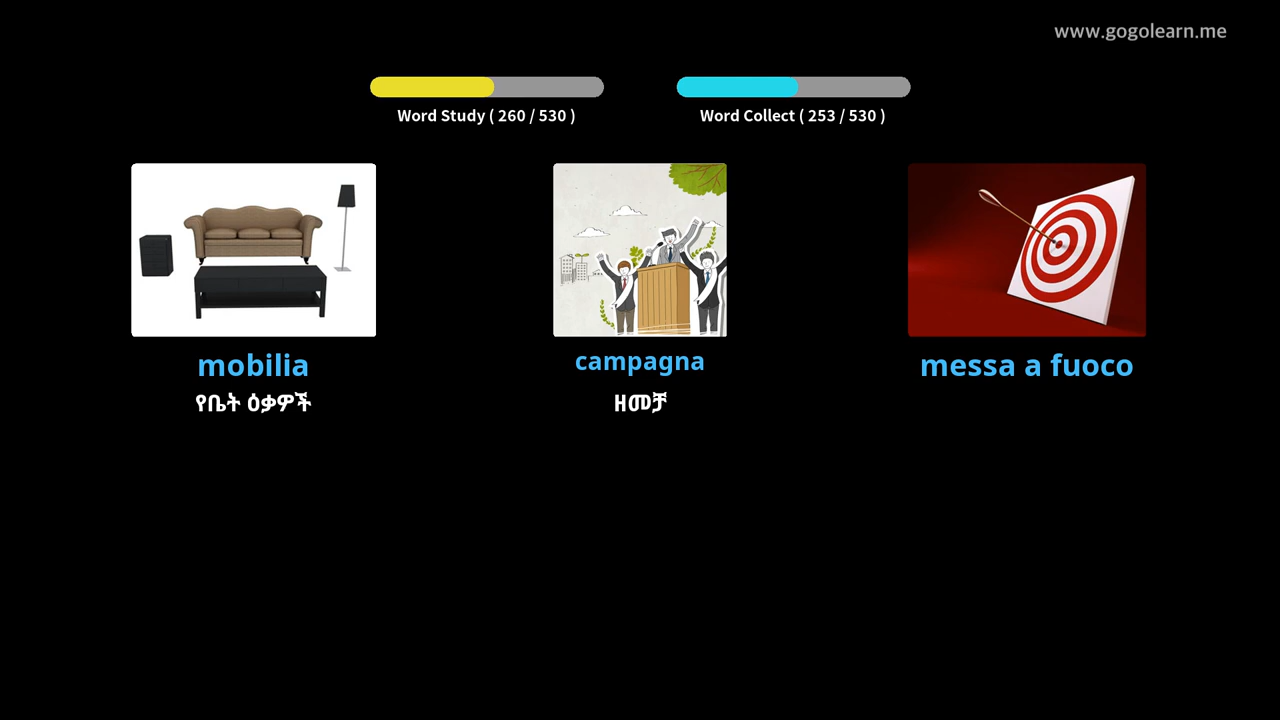 www.gogolearn.me
Word Study ( 260 / 530 )
Word Collect ( 253 / 530 )
mobilia
campagna
messa a fuoco
የቤት ዕቃዎች
ዘመቻ